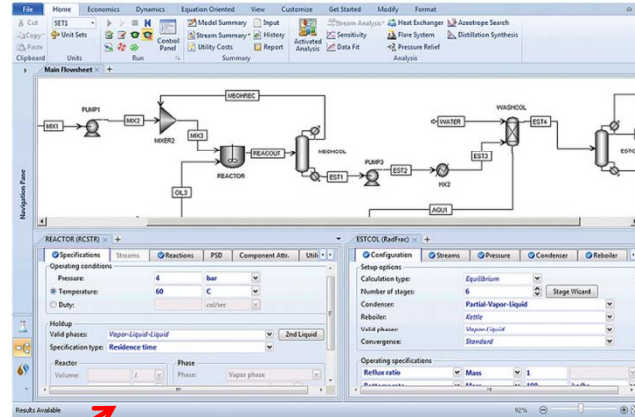 File Home Economics Dynamics Equation Oriented View Customize Get Started Modify Format
Cut SET1 Model Summary Input Stream Analysis Heat Exchanger Azeotrope Search
Copy Unit Sets Control Panel Stream Summary History Activated Analysis Sensitivity Flare System Distillation Synthesis
Paste Utility Costs Report Data Fit Pressure Relief
Clipboard Units Run Summary Analysis
Main Flowsheet × +
MEOHREC
WASHCOL
PUMP1
MIX1 MIX2 WATER EST4
MIXER2 MIX3
MEOHCOL
REACOUT PUMP3 EST3
REACTOR EST1 EST2
HX2
OIL3
AQU1
Navigation Pane
REACTOR (RCSTR) × + ESTCOL (RadFrac) × +
Specifications Streams Reactions PSD Component Attr. Utili Configuration Streams Pressure Condenser Reboiler
Operating conditions Setup options
Pressure: 4 bar Calculation type: Equilibrium
Temperature: 60 C Number of stages: 6 Stage Wizard
Duty: cal/sec Condenser: Partial-Vapor-Liquid
Reboiler: Kettle
Holdup Valid phases: Vapor-Liquid
Valid phases: Vapor-Liquid-Liquid 2nd Liquid Convergence: Standard
Specification type: Residence time
Reactor Phase Operating specifications
Volume: l Phase: Vapor phase Reflux ratio Mass 1
Results Available 92%